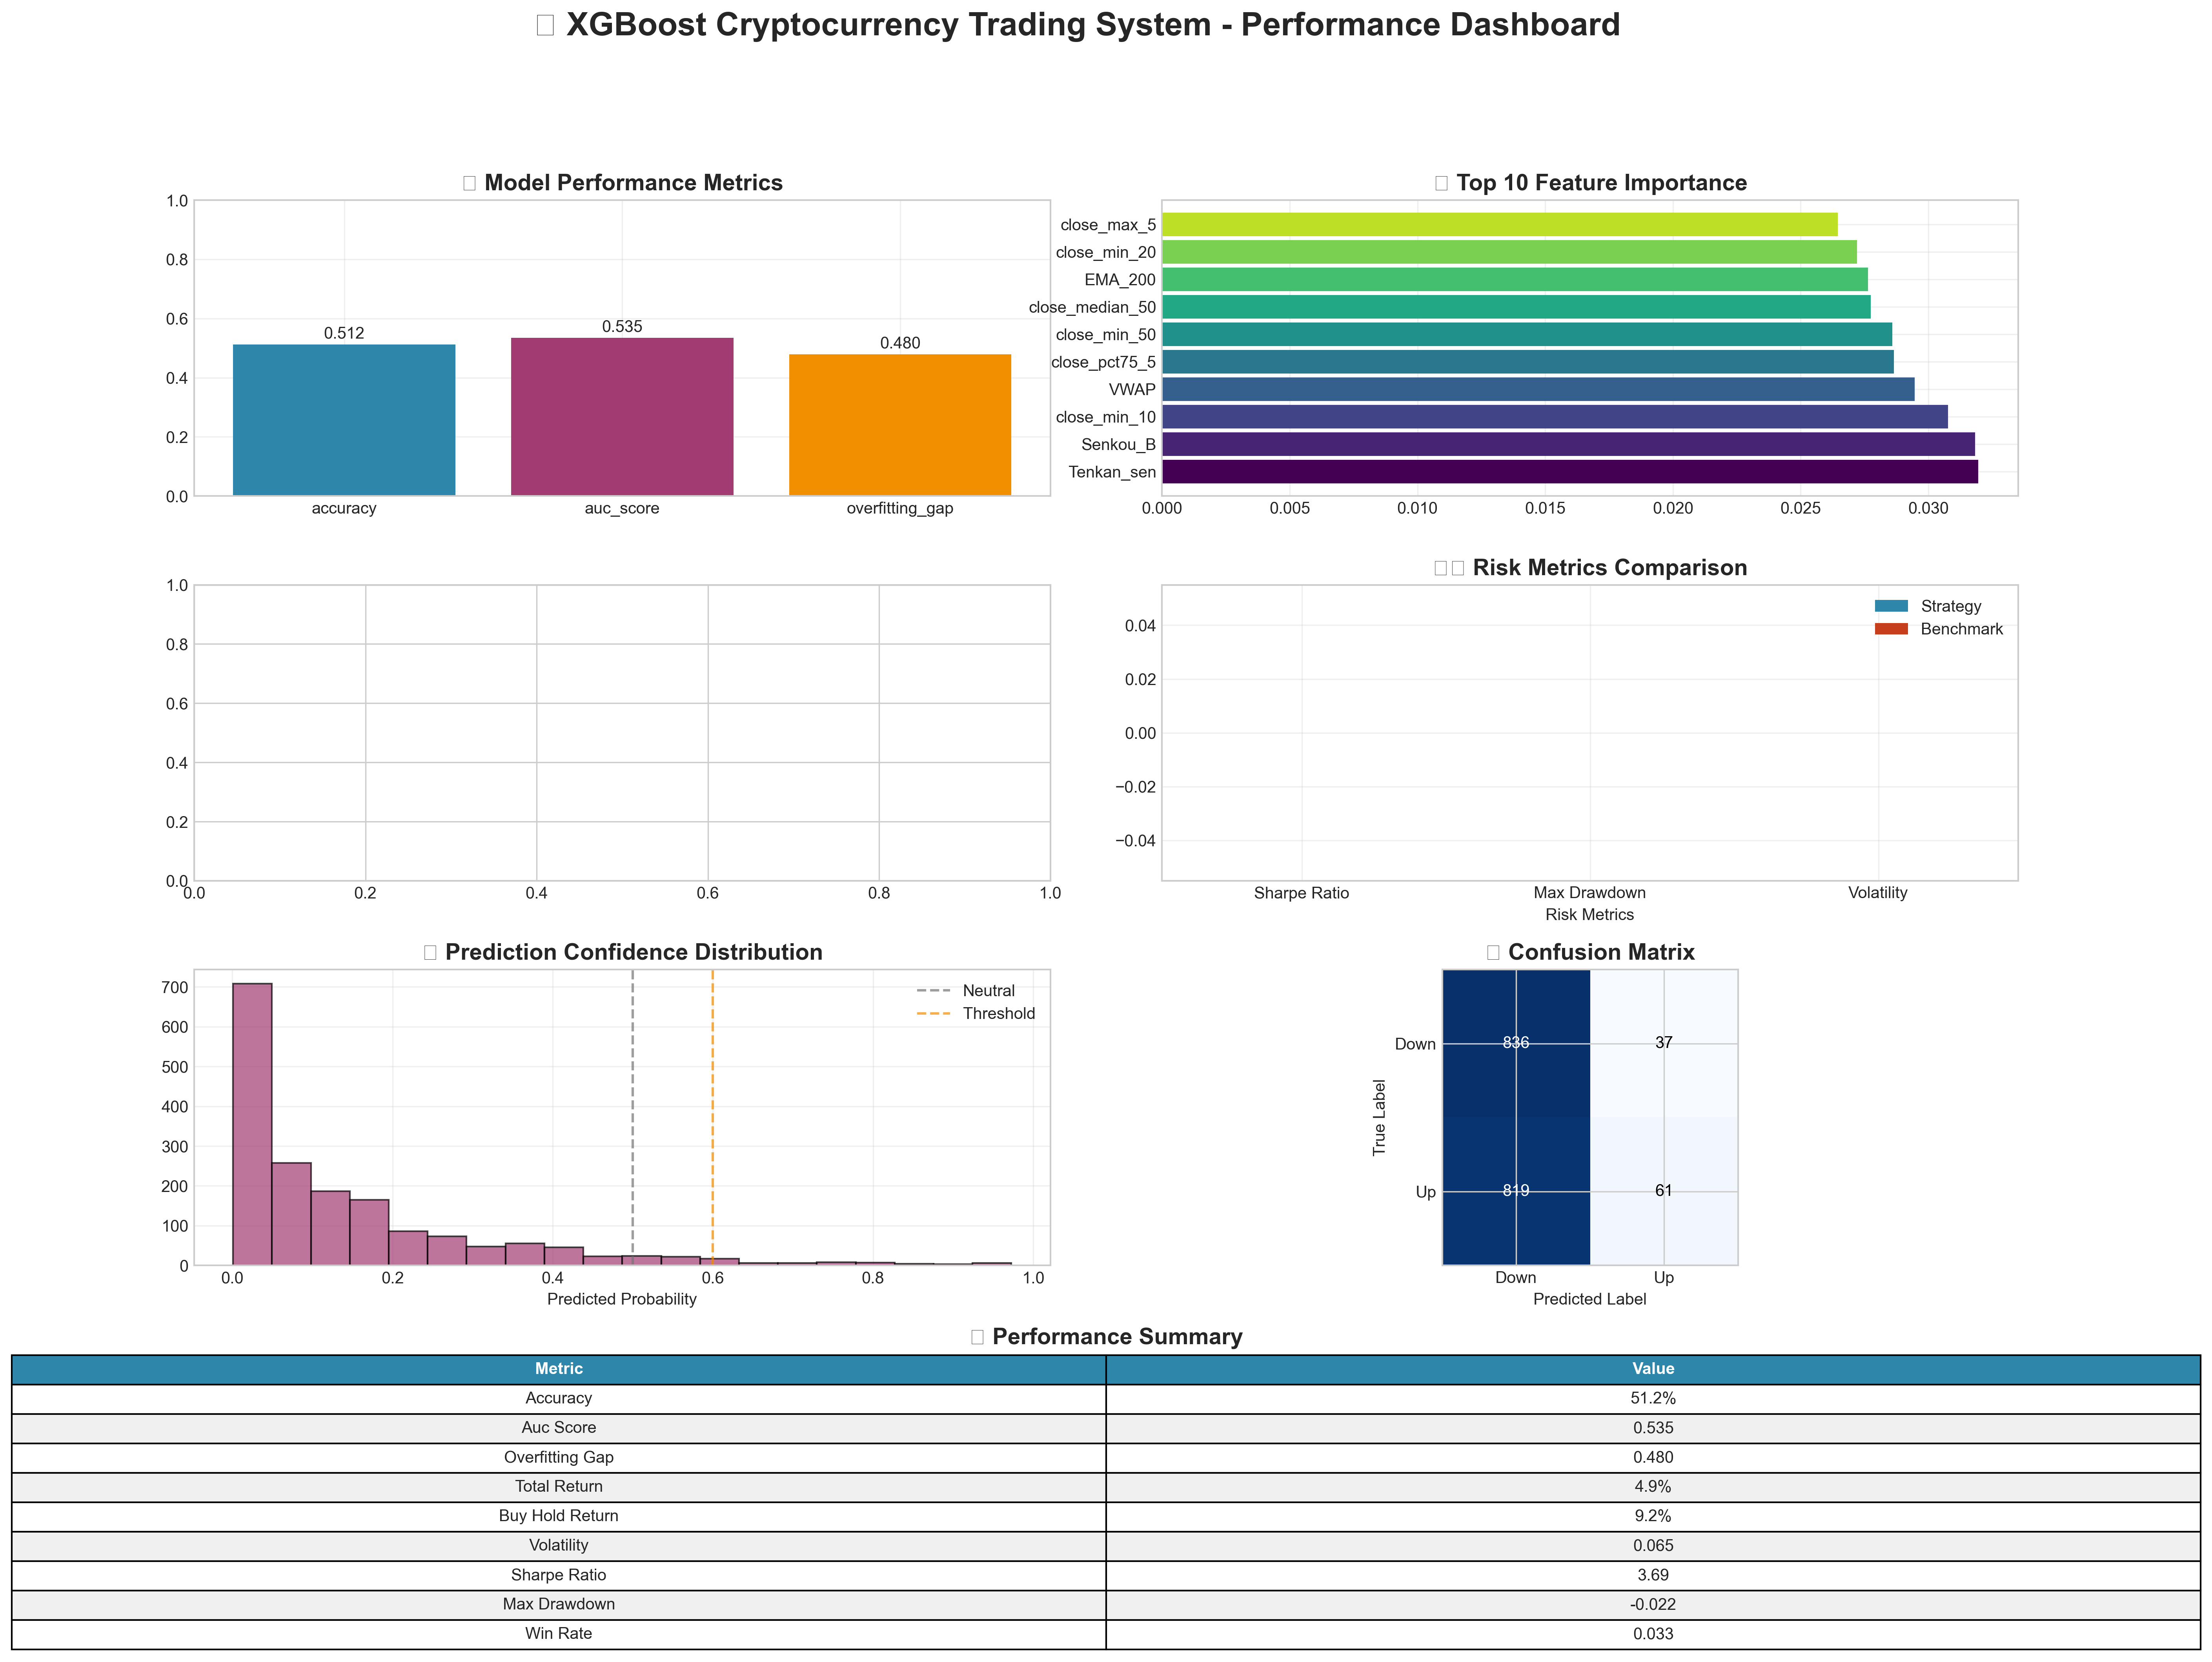 XGBoost Cryptocurrency Trading System - Performance Dashboard
Model Performance Metrics
1.0
0.8
0.6
0.4
0.2
0.0
0.512
0.535
0.480
accuracy auc_score overfitting_gap
Top 10 Feature Importance
close_max_5
close_min_20
EMA_200
close_median_50
close_min_50
close_pct75_5
VWAP
close_min_10
Senkou_B
Tenkan_sen
0.000 0.005 0.010 0.015 0.020 0.025 0.030
1.0
0.8
0.6
0.4
0.2
0.0
0.0 0.2 0.4 0.6 0.8 1.0
Risk Metrics Comparison
Strategy
Benchmark
0.04
0.02
0.00
−0.02
−0.04
Sharpe Ratio Max Drawdown Volatility
Risk Metrics
Prediction Confidence Distribution
Neutral
Threshold
700
600
500
400
300
200
100
0
0.0 0.2 0.4 0.6 0.8 1.0
Predicted Probability
Confusion Matrix
True Label
Down 836 37
Up 819 61
Down Up
Predicted Label
Performance Summary
Metric Value
Accuracy 51.2%
Auc Score 0.535
Overfitting Gap 0.480
Total Return 4.9%
Buy Hold Return 9.2%
Volatility 0.065
Sharpe Ratio 3.69
Max Drawdown -0.022
Win Rate 0.033